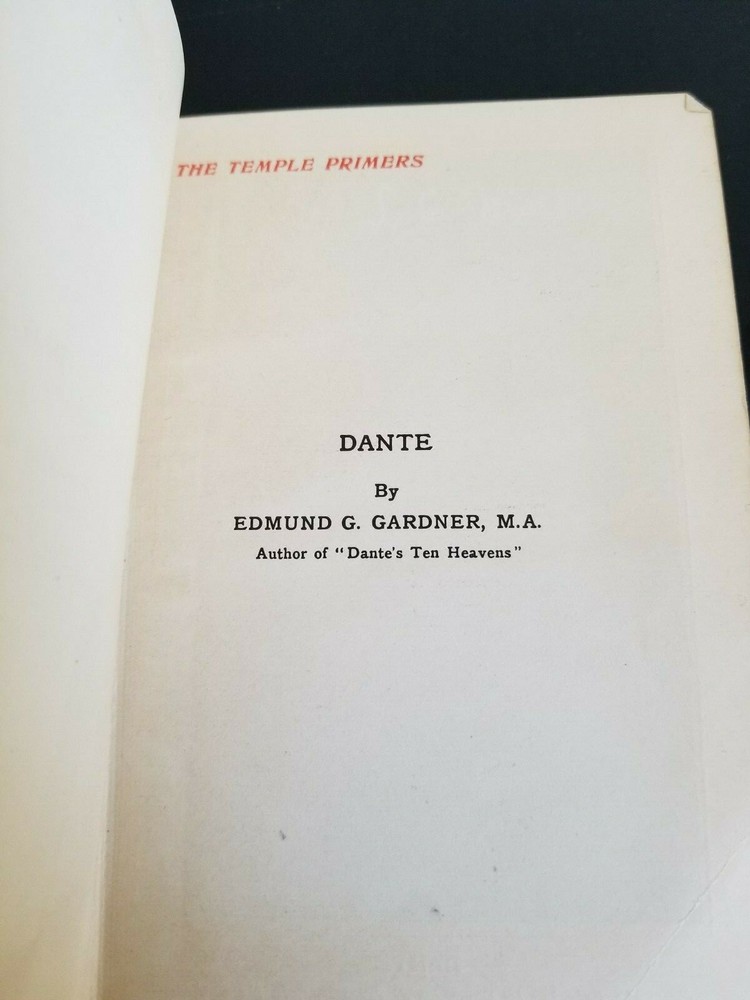 THE TEMPLE PRIMERS
DANTE
By
EDMUND G. GARDNER, M.A.
Author of "Dante's Ten Heavens"